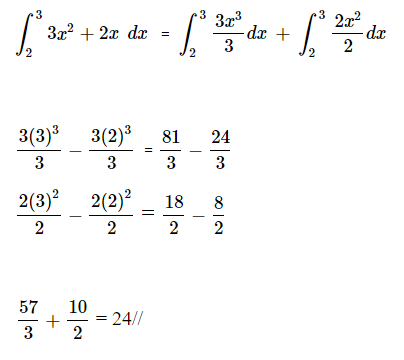 ∫₂³ 3x² + 2x dx = ∫₂³ 3x³/3 dx + ∫₂³ 2x²/2 dx
3(3)³/3 − 3(2)³/3 = 81/3 − 24/3
2(3)²/2 − 2(2)²/2 = 18/2 − 8/2
57/3 + 10/2 = 24//